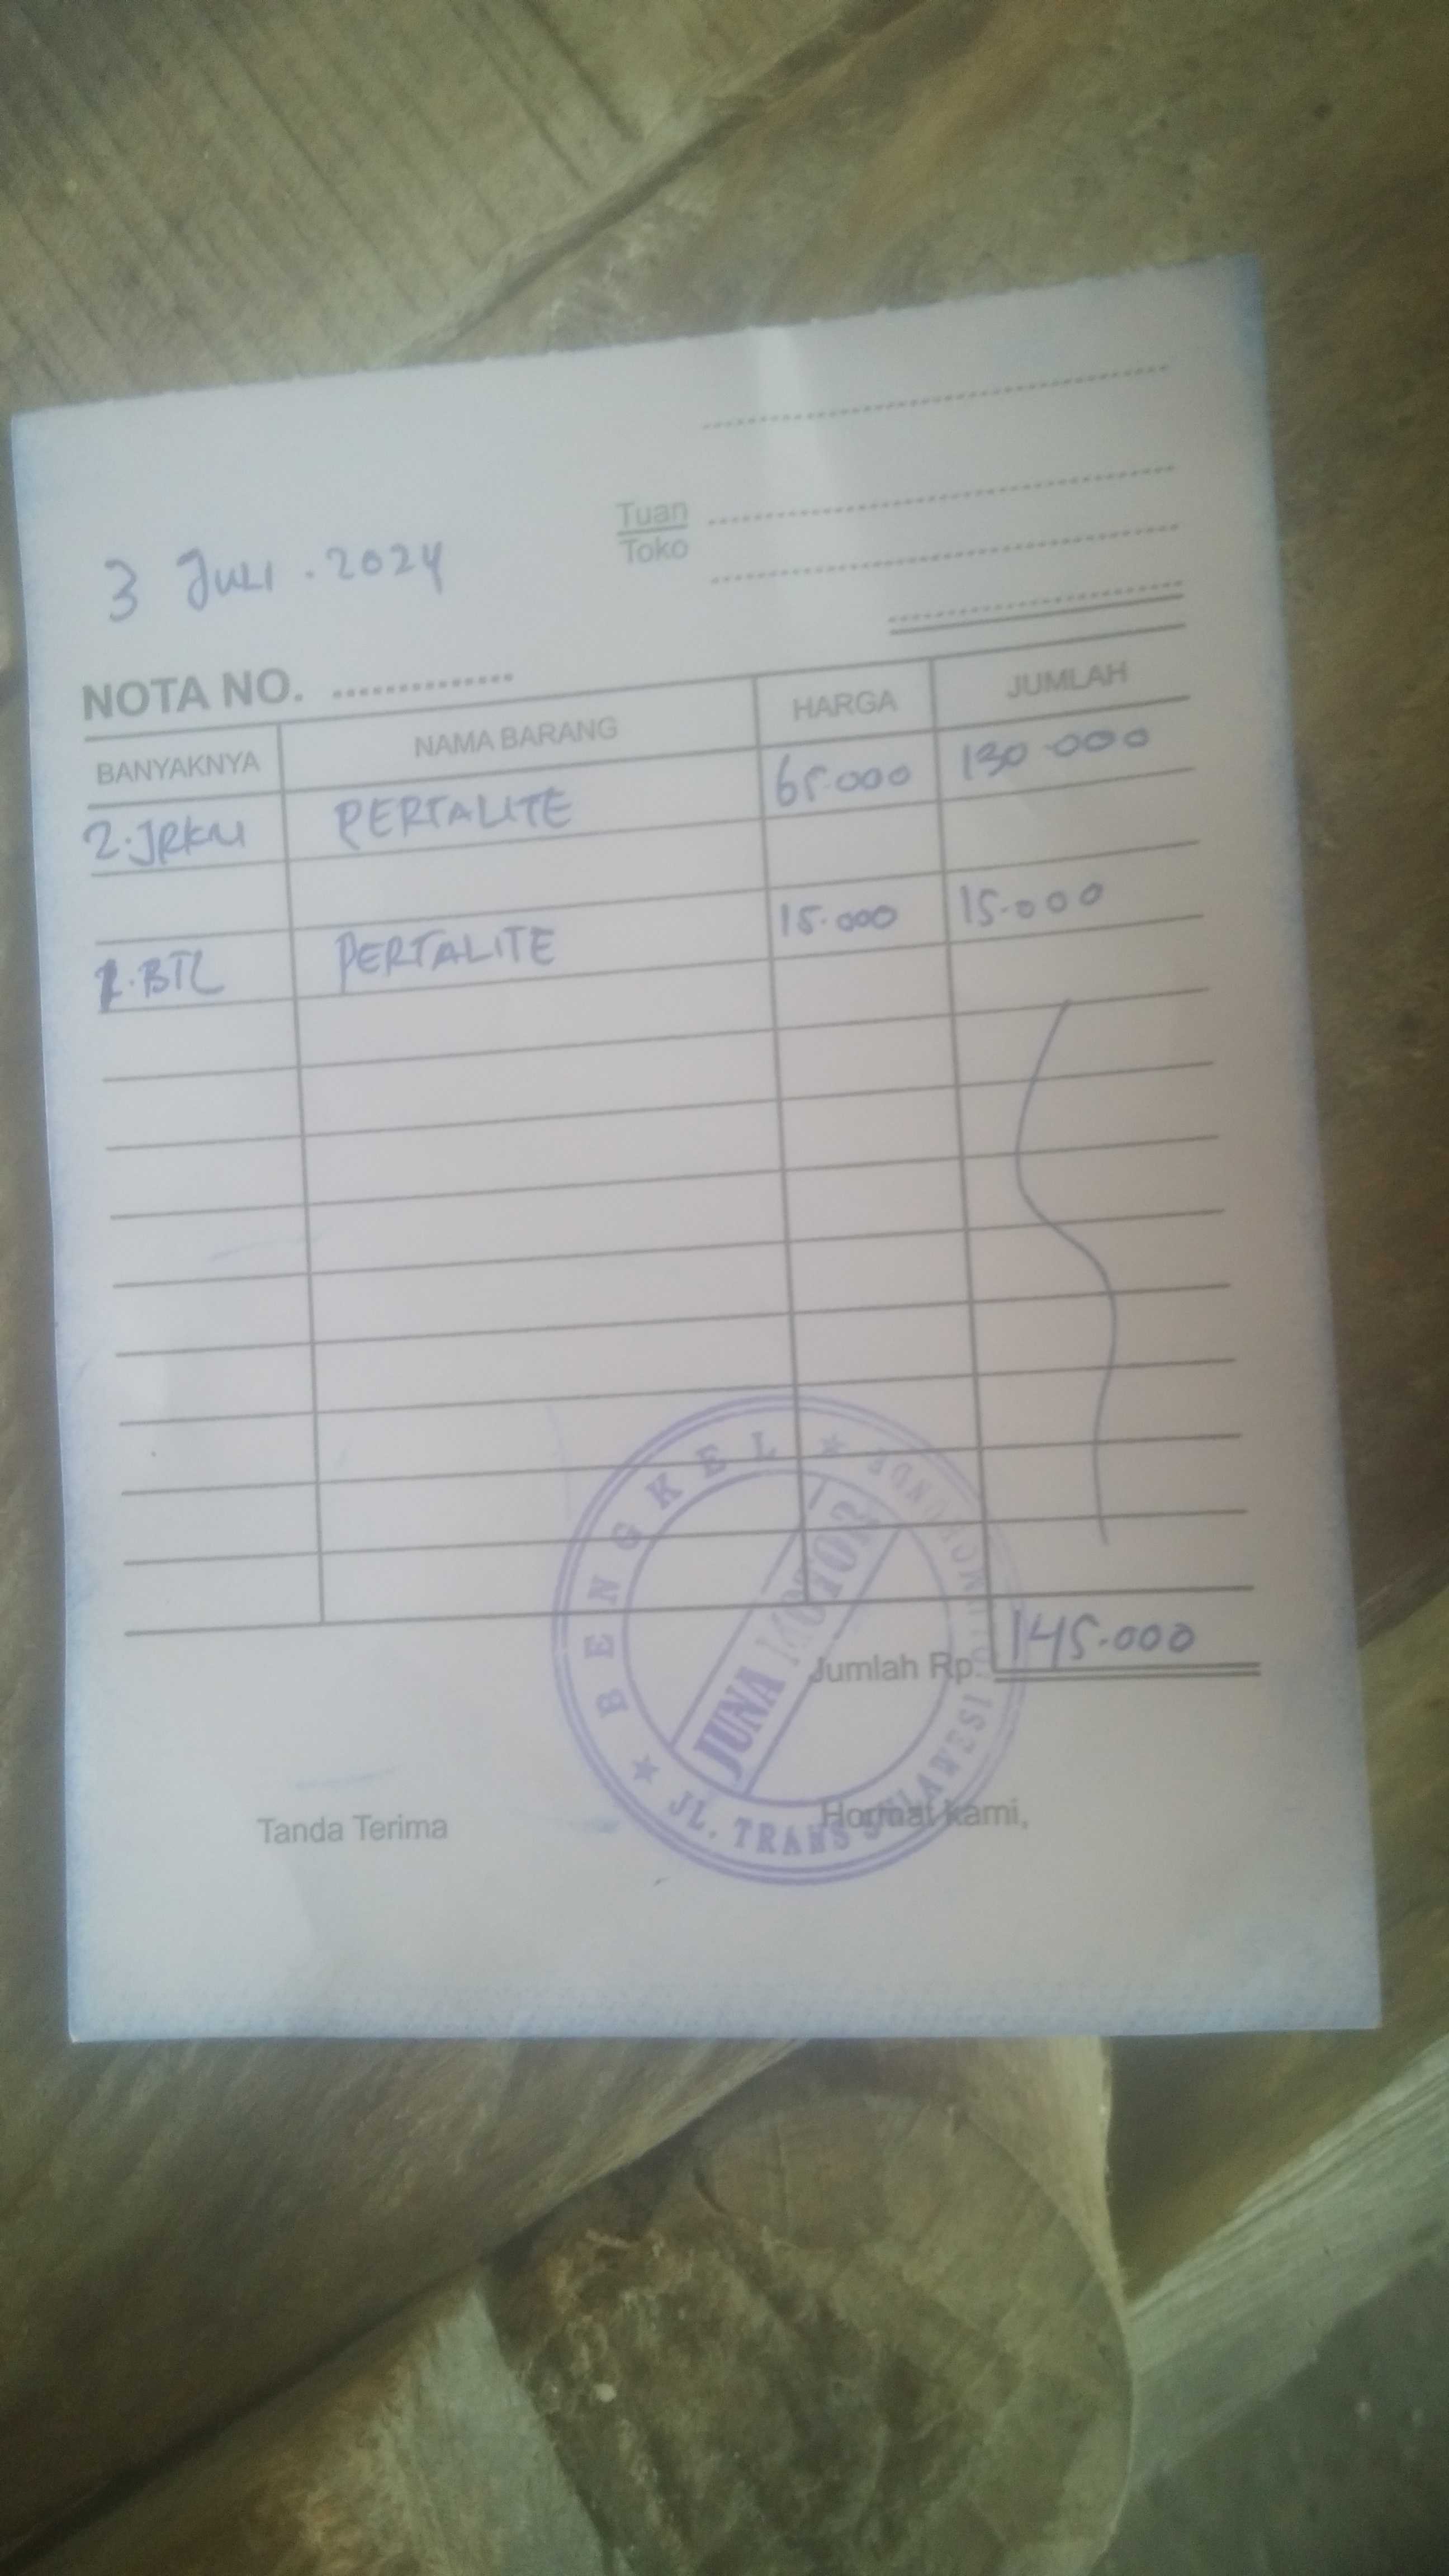 3 JULI . 2024
Tuan
Toko
NOTA NO. ..............
BANYAKNYA NAMA BARANG HARGA JUMLAH
2.JRKN PERTALITE 65.000 130.000
1.BTL PERTALITE 15.000 15.000
Jumlah Rp. 145.000
Tanda Terima Hormat kami,
BENGKEL
JUNA MOTOR
JL. TRANS SULAWESI